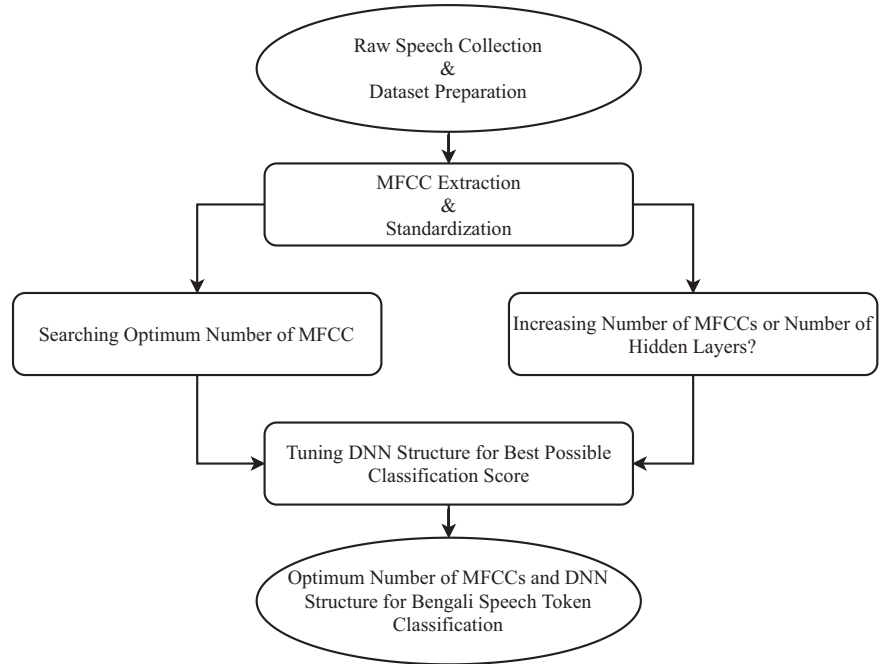 Raw Speech Collection
&
Dataset Preparation
MFCC Extraction
&
Standardization
Searching Optimum Number of MFCC
Increasing Number of MFCCs or Number of
Hidden Layers?
Tuning DNN Structure for Best Possible
Classification Score
Optimum Number of MFCCs and DNN
Structure for Bengali Speech Token
Classification